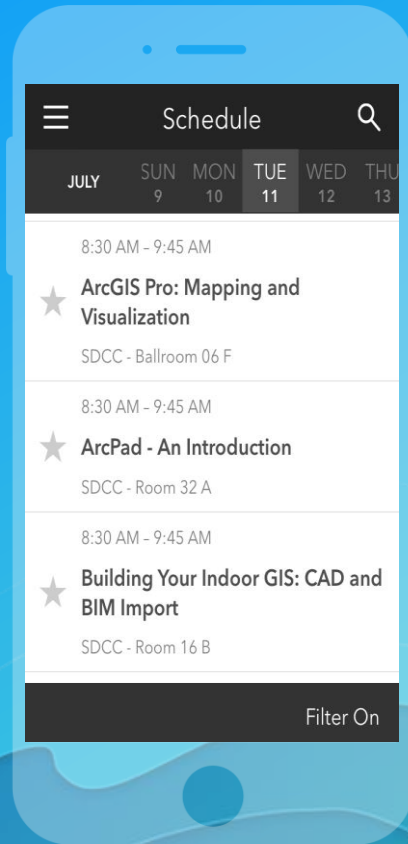 Schedule
JULY
SUN MON TUE WED THU
9 10 11 12 13
8:30 AM – 9:45 AM
ArcGIS Pro: Mapping and
Visualization
SDCC - Ballroom 06 F
8:30 AM – 9:45 AM
ArcPad - An Introduction
SDCC - Room 32 A
8:30 AM – 9:45 AM
Building Your Indoor GIS: CAD and
BIM Import
SDCC - Room 16 B
Filter On